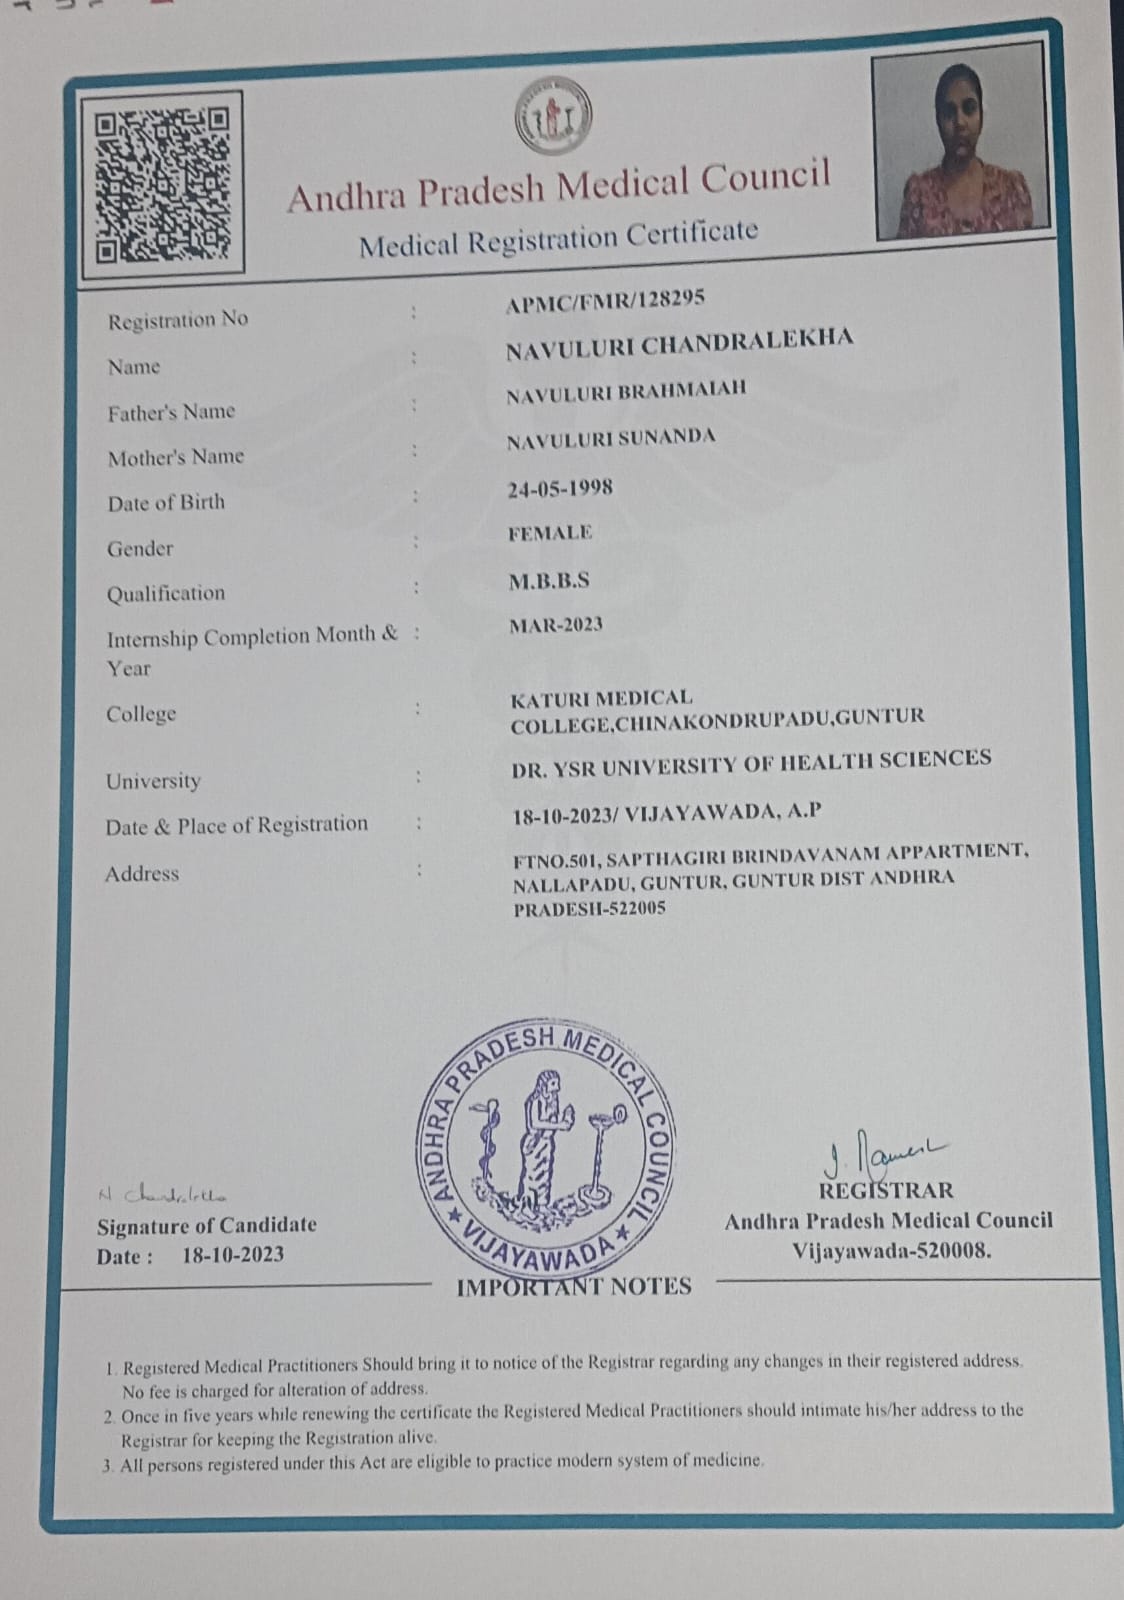 Andhra Pradesh Medical Council
Medical Registration Certificate
Registration No : APMC/FMR/128295
Name : NAVULURI CHANDRALEKHA
Father's Name : NAVULURI BRAHMAIAH
Mother's Name : NAVULURI SUNANDA
Date of Birth : 24-05-1998
Gender : FEMALE
Qualification : M.B.B.S
Internship Completion Month & : MAR-2023
Year
College : KATURI MEDICAL
COLLEGE,CHINAKONDRUPADU,GUNTUR
University : DR. YSR UNIVERSITY OF HEALTH SCIENCES
Date & Place of Registration : 18-10-2023/ VIJAYAWADA, A.P
Address : FTNO.501, SAPTHAGIRI BRINDAVANAM APPARTMENT,
NALLAPADU, GUNTUR, GUNTUR DIST ANDHRA
PRADESH-522005
ANDHRA PRADESH MEDICAL COUNCIL
★ VIJAYAWADA ★
N Chandralekha
Signature of Candidate
Date : 18-10-2023
REGISTRAR
Andhra Pradesh Medical Council
Vijayawada-520008.
IMPORTANT NOTES
1. Registered Medical Practitioners Should bring it to notice of the Registrar regarding any changes in their registered address.
No fee is charged for alteration of address.
2. Once in five years while renewing the certificate the Registered Medical Practitioners should intimate his/her address to the
Registrar for keeping the Registration alive.
3. All persons registered under this Act are eligible to practice modern system of medicine.